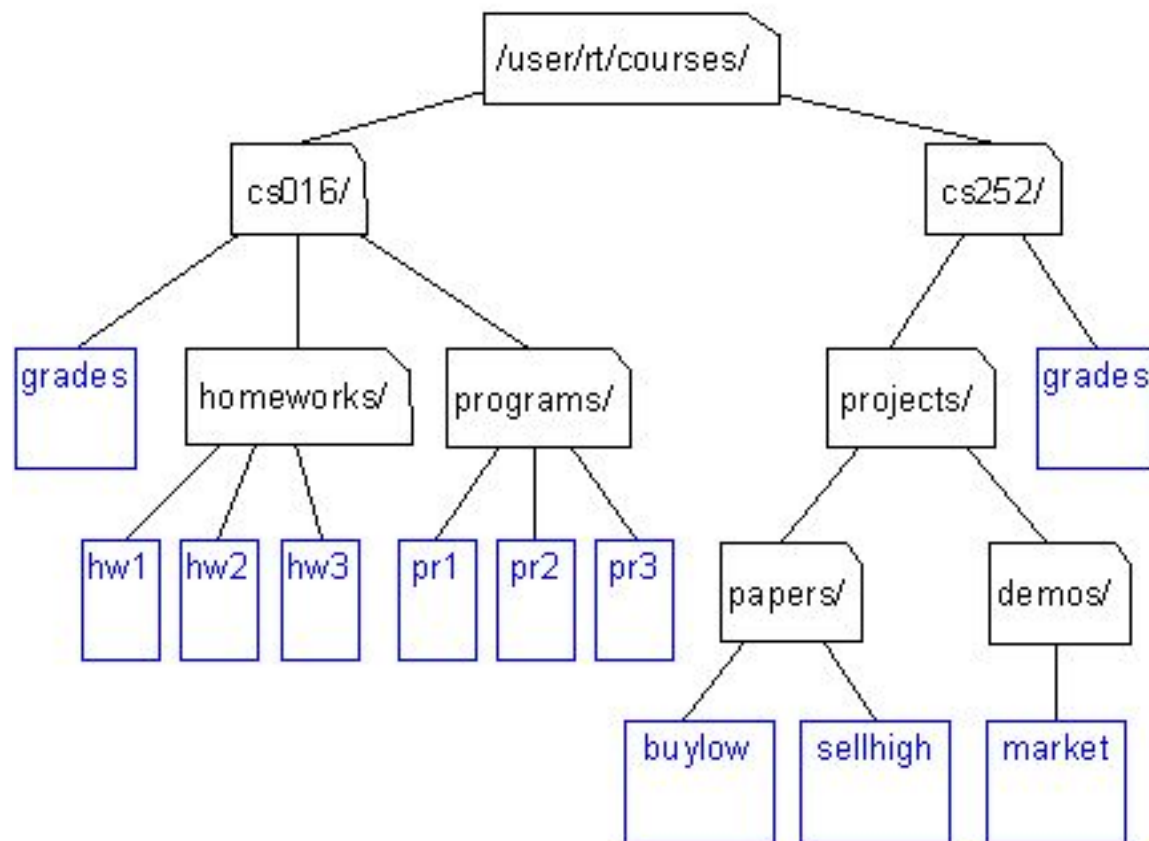 /user/rt/courses/
cs016/
cs252/
grades
homeworks/
programs/
projects/
grades
hw1
hw2
hw3
pr1
pr2
pr3
papers/
demos/
buylow
sellhigh
market